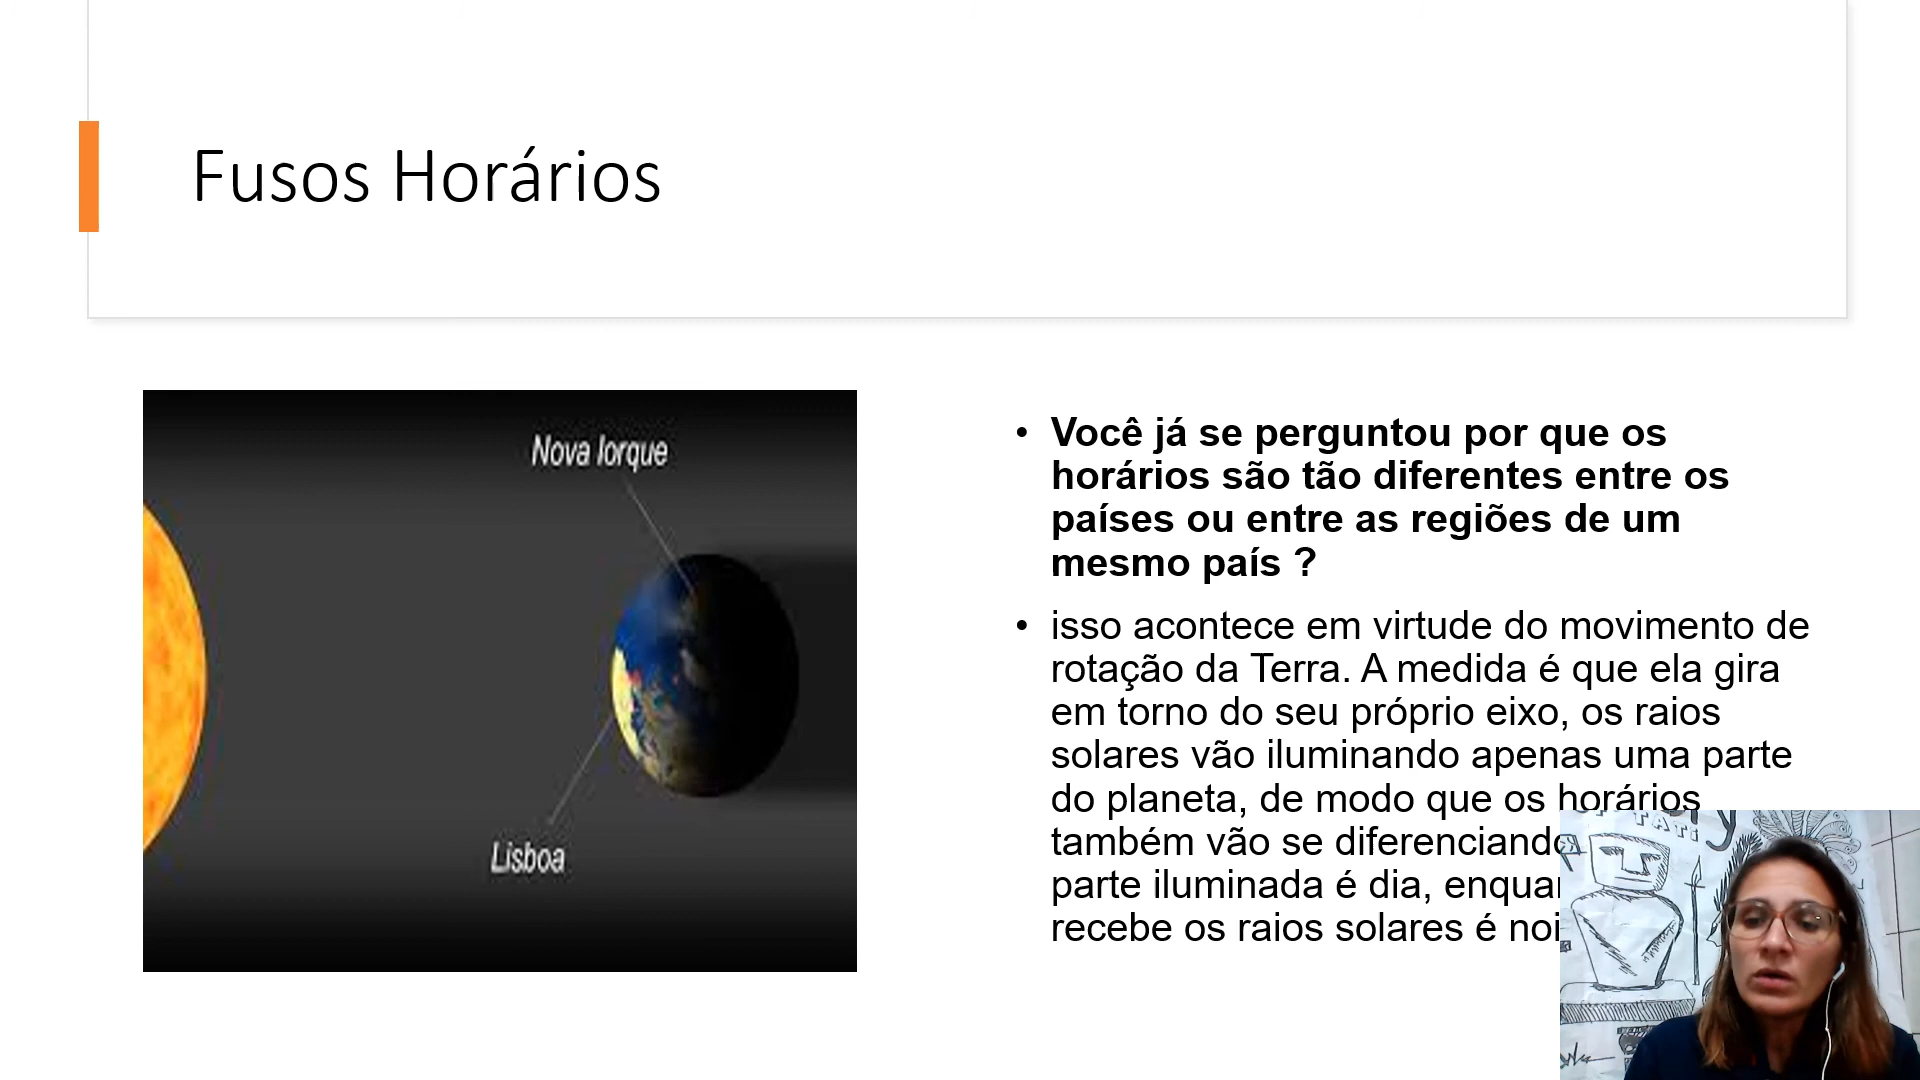 Fusos Horários
Nova Iorque
Lisboa
• Você já se perguntou por que os
horários são tão diferentes entre os
países ou entre as regiões de um
mesmo país ?
• isso acontece em virtude do movimento de
rotação da Terra. A medida é que ela gira
em torno do seu próprio eixo, os raios
solares vão iluminando apenas uma parte
do planeta, de modo que os horários
também vão se diferenciando
parte iluminada é dia,
recebe os raios solares é
TATI